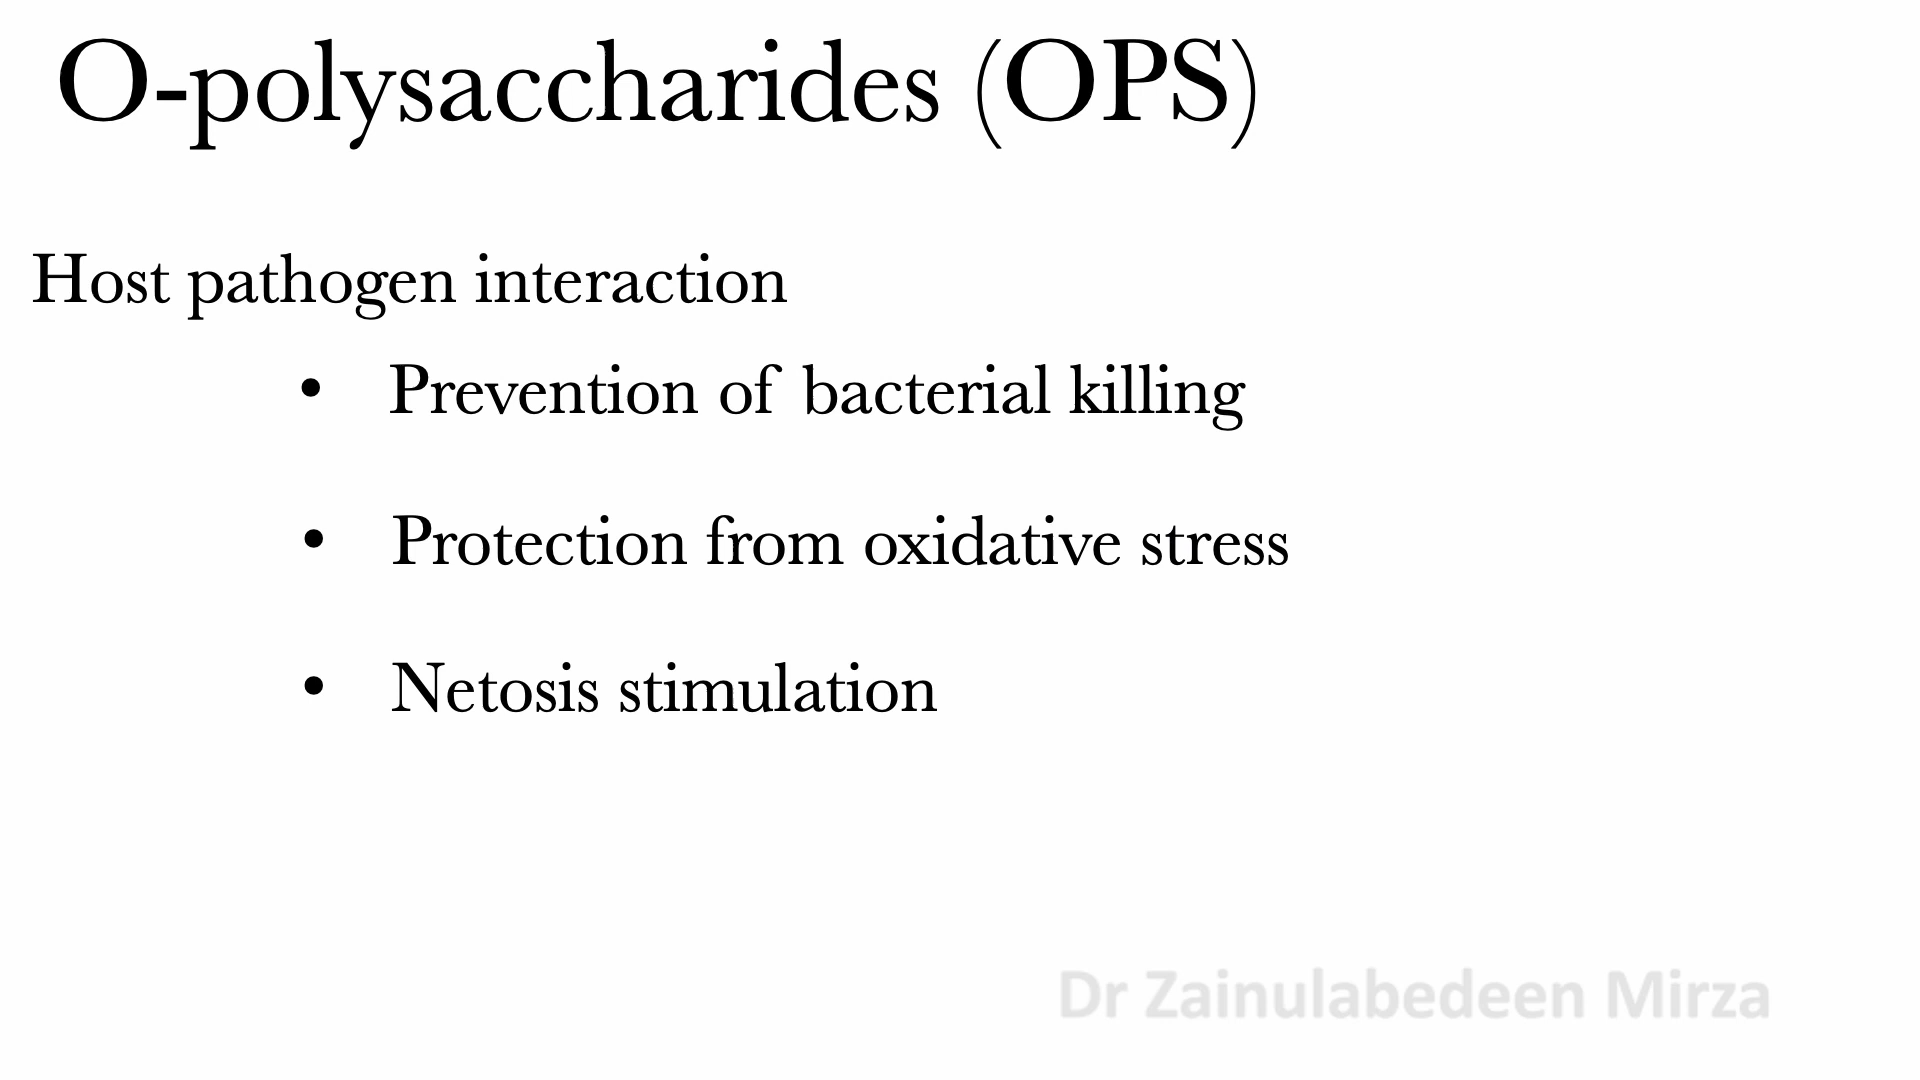 O-polysaccharides (OPS)
Host pathogen interaction
• Prevention of bacterial killing
• Protection from oxidative stress
• Netosis stimulation
Dr Zainulabedeen Mirza